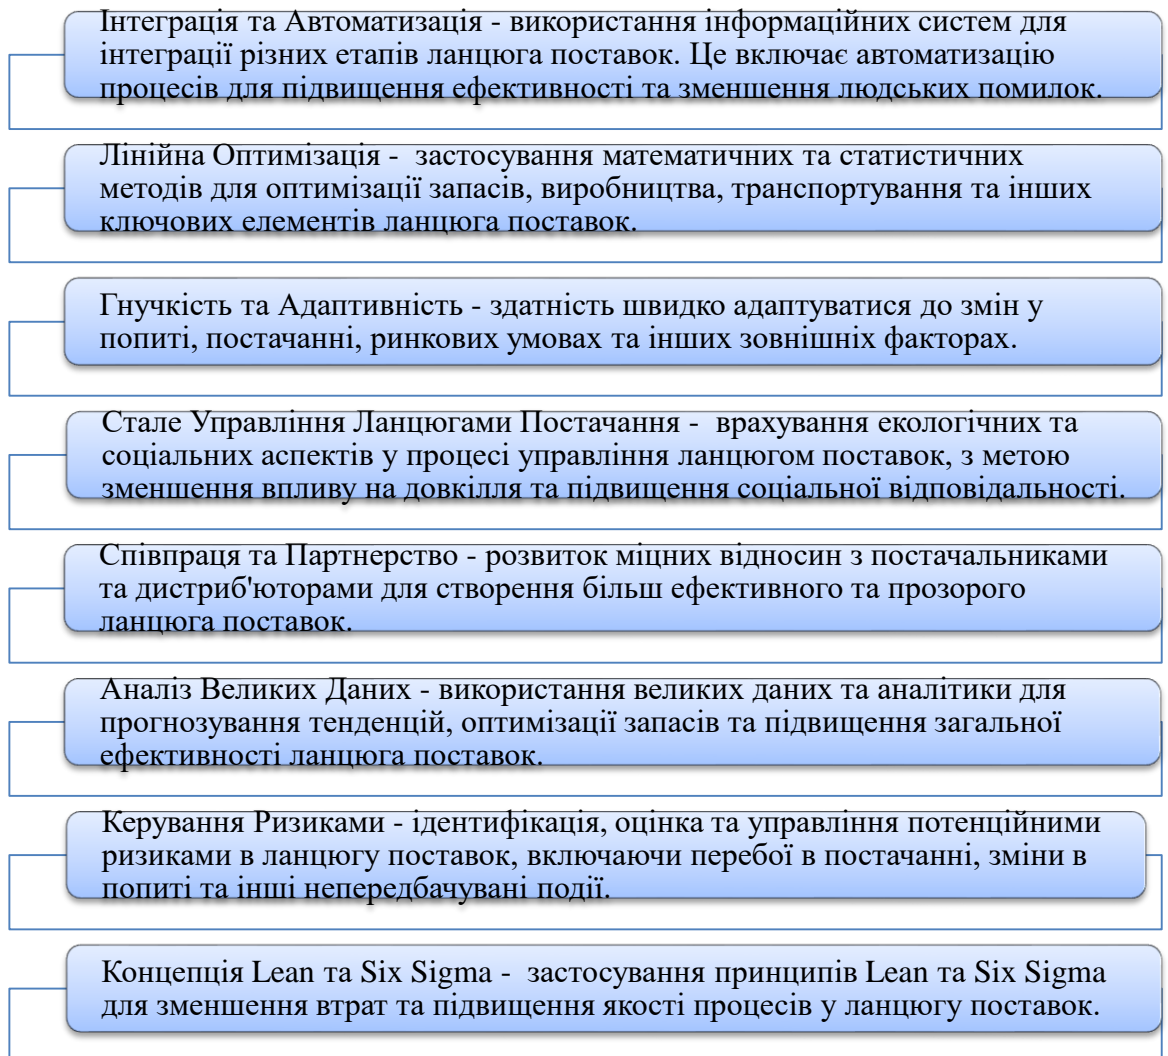 Інтеграція та Автоматизація - використання інформаційних систем для
інтеграції різних етапів ланцюга поставок. Це включає автоматизацію
процесів для підвищення ефективності та зменшення людських помилок.
Лінійна Оптимізація - застосування математичних та статистичних
методів для оптимізації запасів, виробництва, транспортування та інших
ключових елементів ланцюга поставок.
Гнучкість та Адаптивність - здатність швидко адаптуватися до змін у
попиті, постачанні, ринкових умовах та інших зовнішніх факторах.
Стале Управління Ланцюгами Постачання - врахування екологічних та
соціальних аспектів у процесі управління ланцюгом поставок, з метою
зменшення впливу на довкілля та підвищення соціальної відповідальності.
Співпраця та Партнерство - розвиток міцних відносин з постачальниками
та дистриб'юторами для створення більш ефективного та прозорого
ланцюга поставок.
Аналіз Великих Даних - використання великих даних та аналітики для
прогнозування тенденцій, оптимізації запасів та підвищення загальної
ефективності ланцюга поставок.
Керування Ризиками - ідентифікація, оцінка та управління потенційними
ризиками в ланцюгу поставок, включаючи перебої в постачанні, зміни в
попиті та інші непередбачувані події.
Концепція Lean та Six Sigma - застосування принципів Lean та Six Sigma
для зменшення втрат та підвищення якості процесів у ланцюгу поставок.